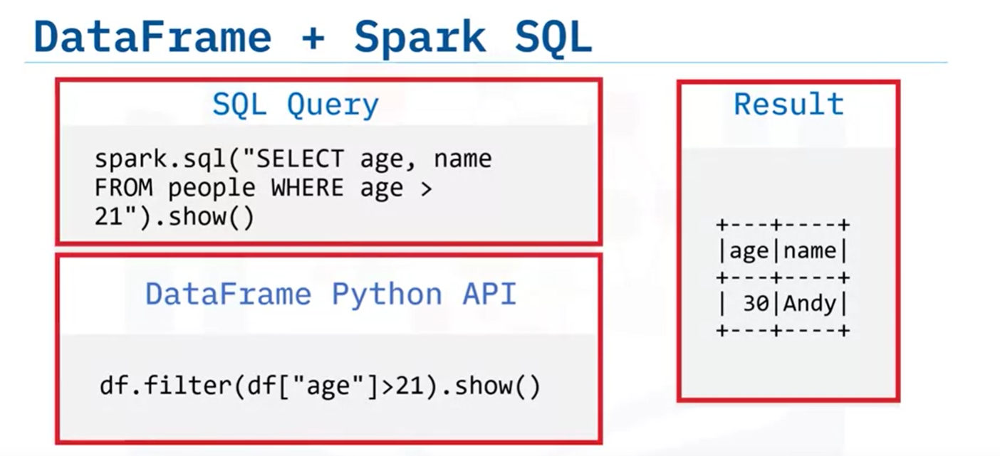 DataFrame + Spark SQL
SQL Query
spark.sql("SELECT age, name
FROM people WHERE age >
21").show()
DataFrame Python API
df.filter(df["age"]>21).show()
Result
+---+----+
|age|name|
+---+----+
| 30|Andy|
+---+----+